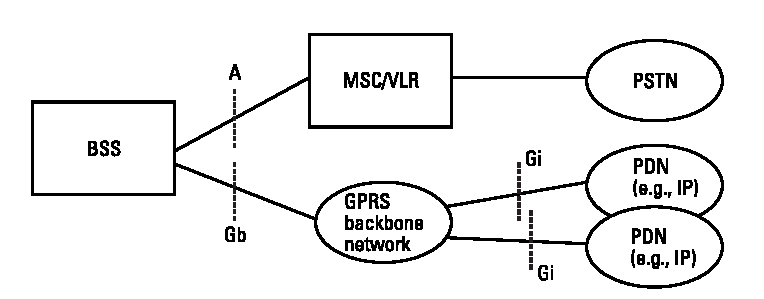 A
MSC/VLR
PSTN
BSS
Gb
GPRS
backbone
network
Gi
PDN
(e.g., IP)
Gi
PDN
(e.g., IP)